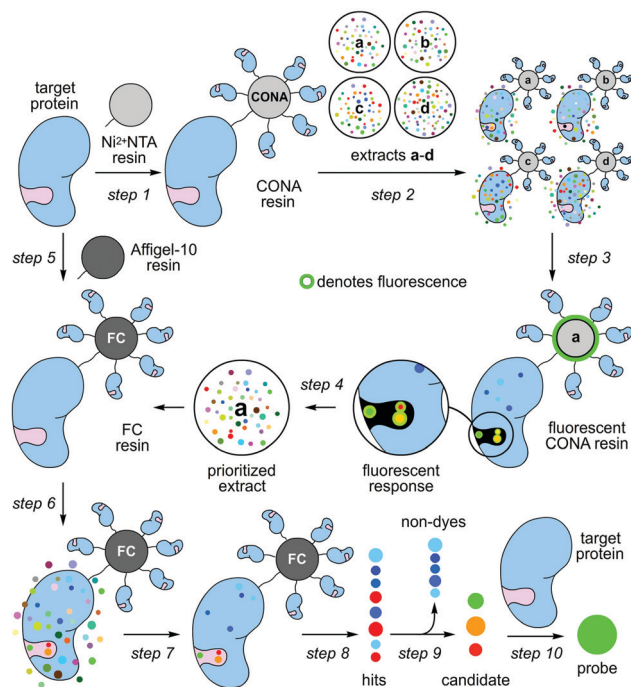 target
protein
Ni²⁺NTA
resin
step 1
CONA
CONA
resin
a
b
c
d
extracts a-d
step 2
a
b
c
d
step 3
step 5
Affigel-10
resin
denotes fluorescence
FC
FC
resin
a
prioritized
extract
step 4
fluorescent
response
a
fluorescent
CONA resin
step 6
FC
step 7
FC
step 8
hits
non-dyes
step 9
candidate
target
protein
step 10
probe